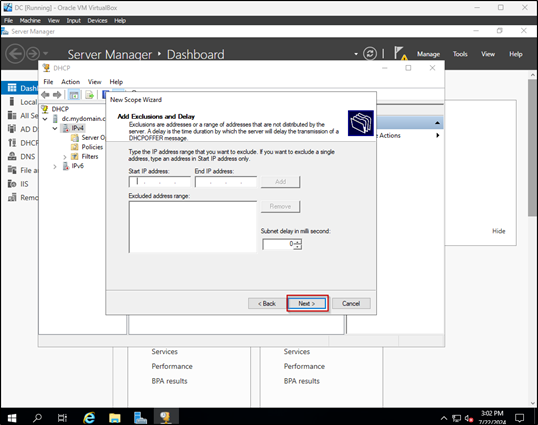 DC [Running] - Oracle VM VirtualBox
File Machine View Input Devices Help
Server Manager
Server Manager • Dashboard
Manage Tools View Help
DHCP
File Action View Help
Dashb
Local
All Se
AD D
DHCP
DNS
File a
IIS
Remo
DHCP
dc.mydomain.c
IPv4
Server Op
Policies
Filters
IPv6
Actions
New Scope Wizard
Add Exclusions and Delay
Exclusions are addresses or a range of addresses that are not distributed by the
server. A delay is the time duration by which the server will delay the transmission of a
DHCPOFFER message.
Type the IP address range that you want to exclude. If you want to exclude a single
address, type an address in Start IP address only.
Start IP address: End IP address:
Add
Excluded address range:
Remove
Subnet delay in milli second:
0
< Back Next > Cancel
Hide
Services Services
Performance Performance
BPA results BPA results
3:02 PM
7/22/2024